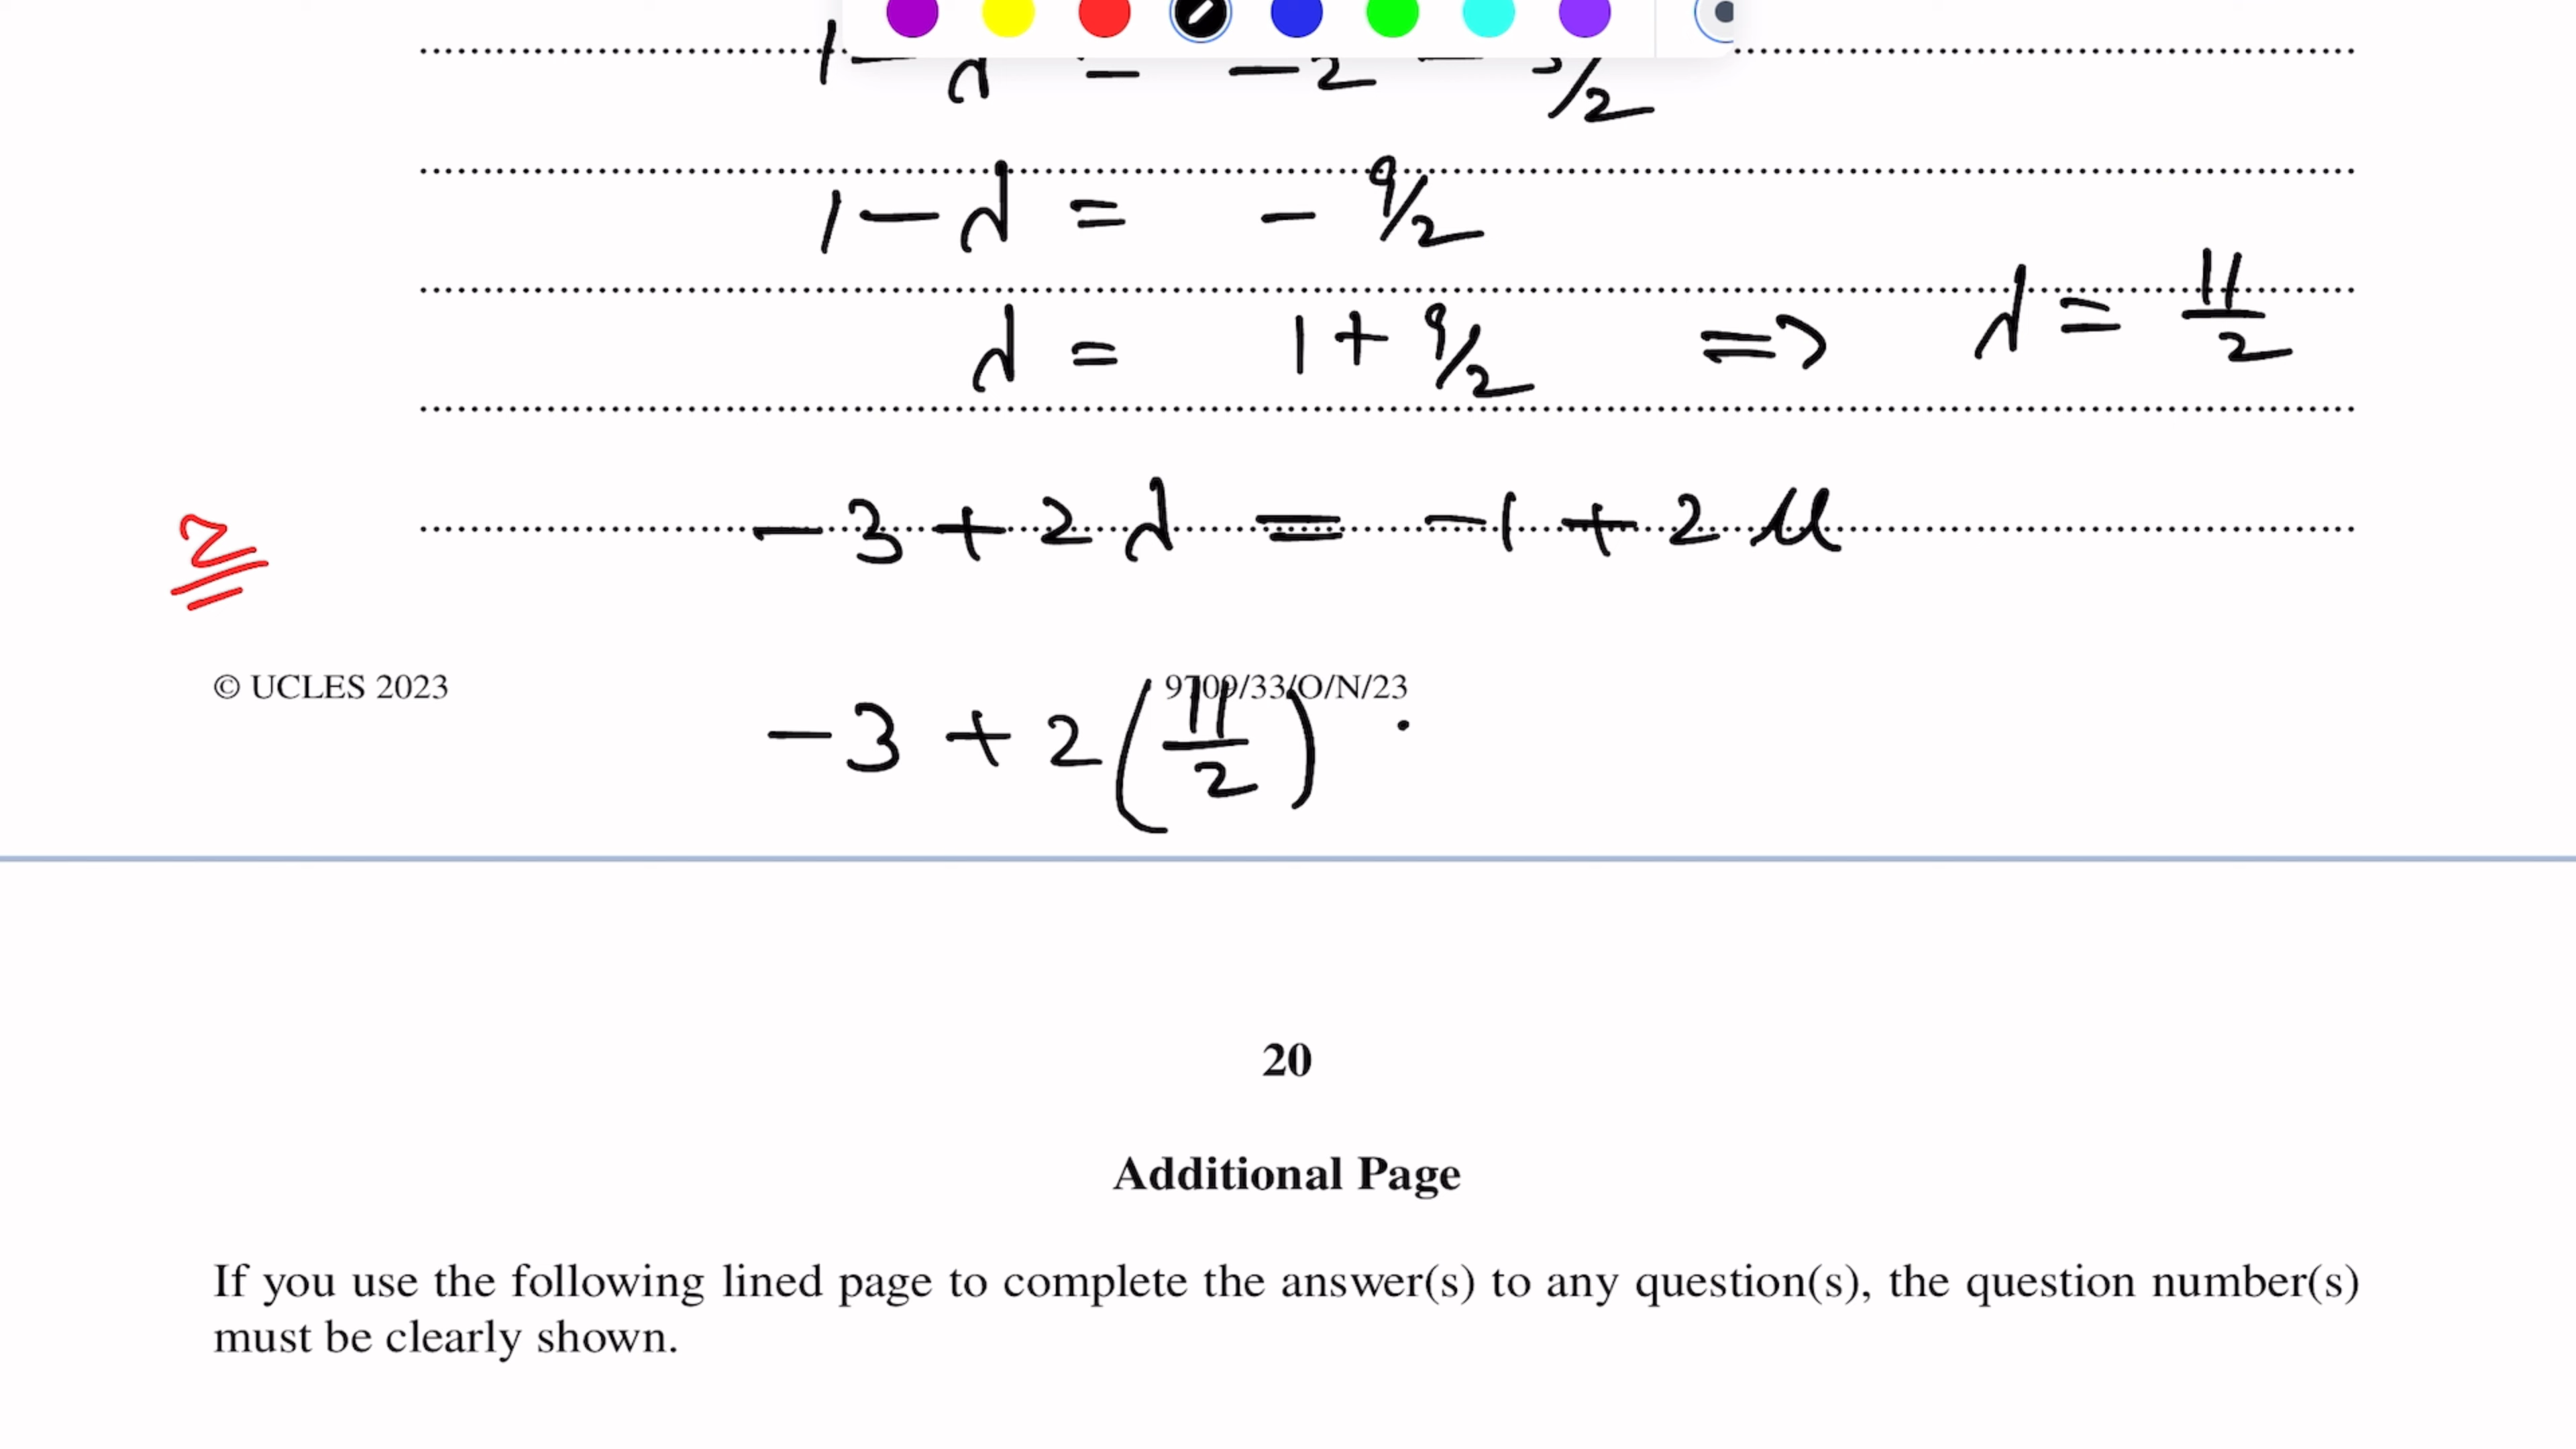 1 - λ = -2 - 5/2
1 - λ = - 9/2
λ = 1 + 9/2 ⇒ λ = 11/2
2 -3 + 2λ = -1 + 2μ
© UCLES 2023 9709/33/O/N/23
-3 + 2(11/2)
20
Additional Page
If you use the following lined page to complete the answer(s) to any question(s), the question number(s)
must be clearly shown.